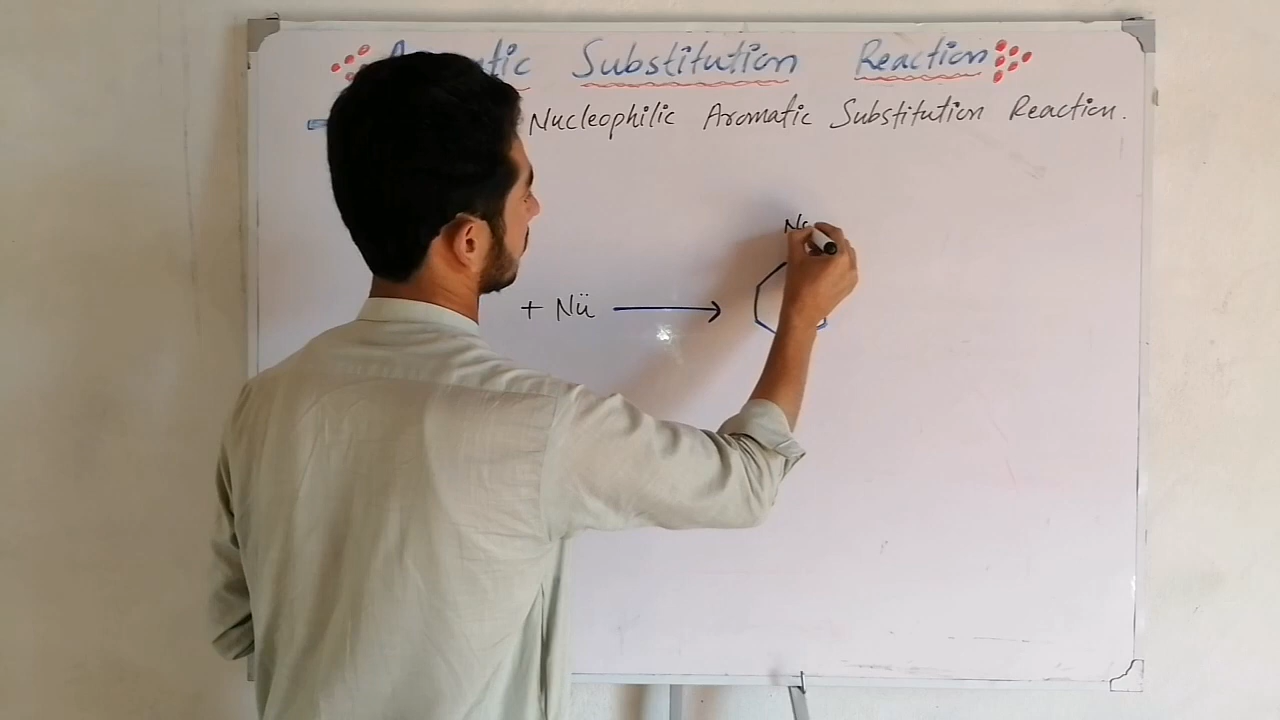 Substitution Reaction
Nucleophilic Aromatic Substitution Reaction.
+ Nü